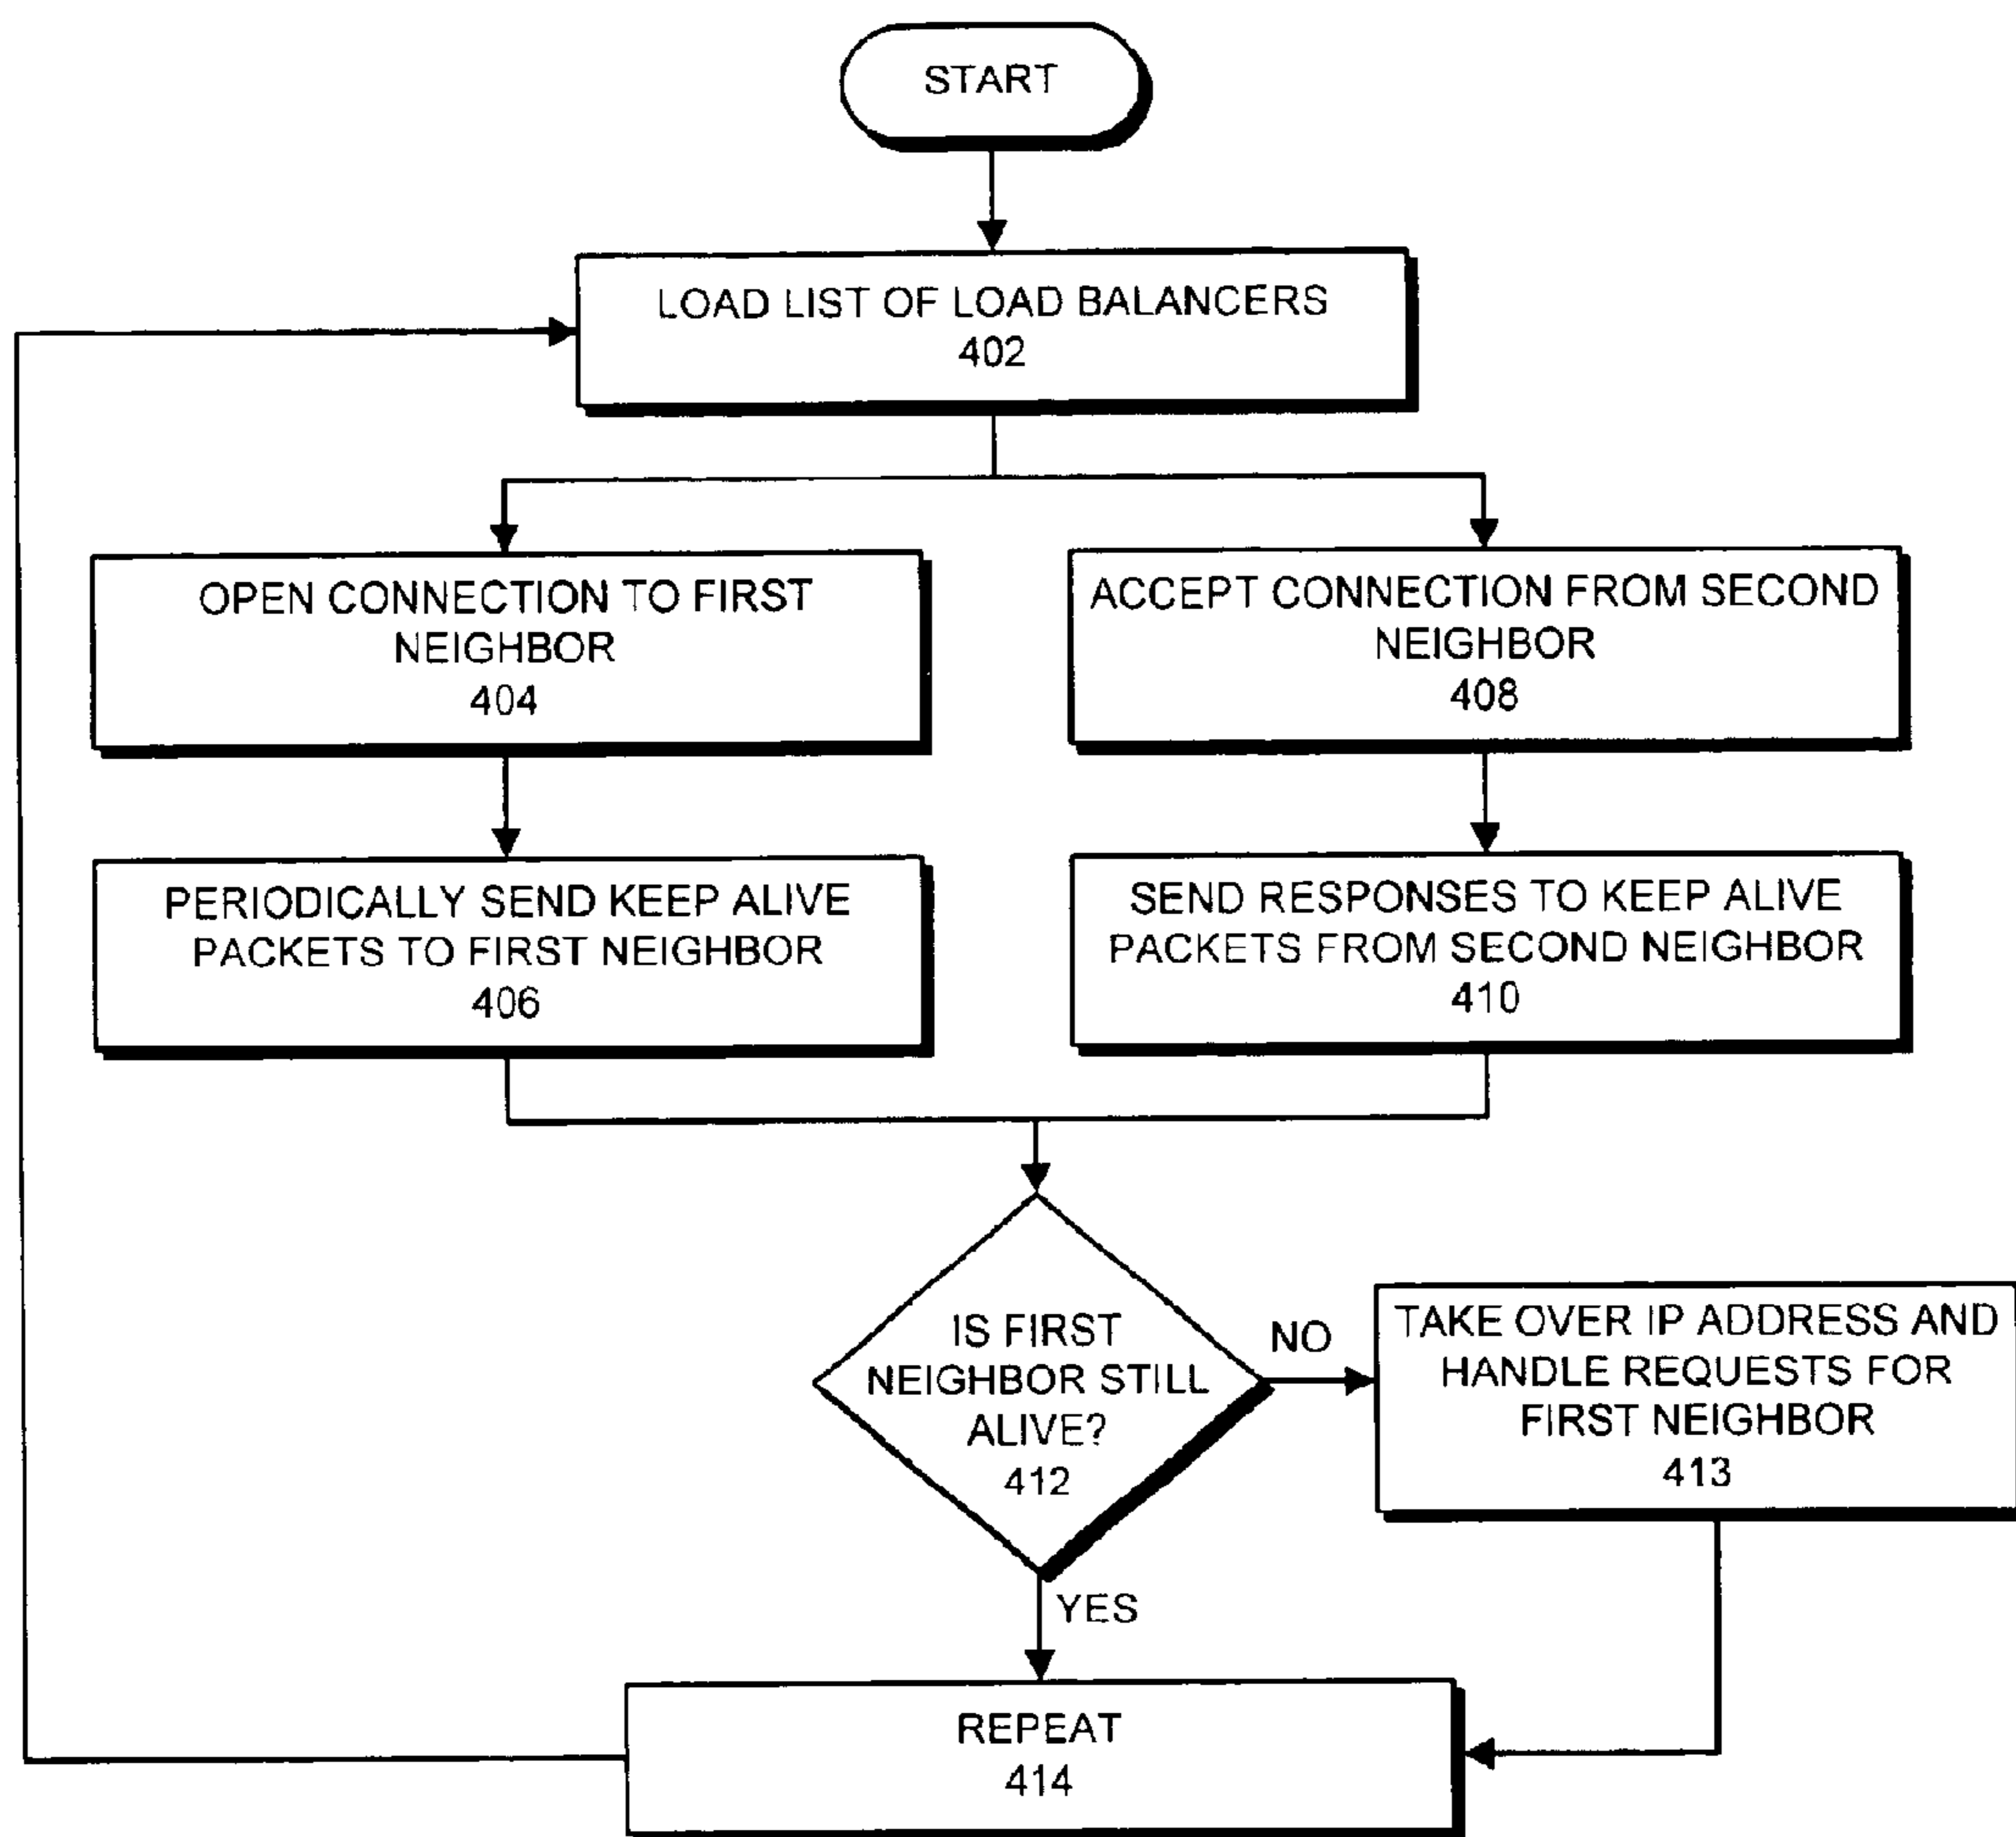 START
LOAD LIST OF LOAD BALANCERS
402
OPEN CONNECTION TO FIRST
NEIGHBOR
404
ACCEPT CONNECTION FROM SECOND
NEIGHBOR
408
PERIODICALLY SEND KEEP ALIVE
PACKETS TO FIRST NEIGHBOR
406
SEND RESPONSES TO KEEP ALIVE
PACKETS FROM SECOND NEIGHBOR
410
IS FIRST
NEIGHBOR STILL
ALIVE?
412
NO
TAKE OVER IP ADDRESS AND
HANDLE REQUESTS FOR
FIRST NEIGHBOR
413
YES
REPEAT
414